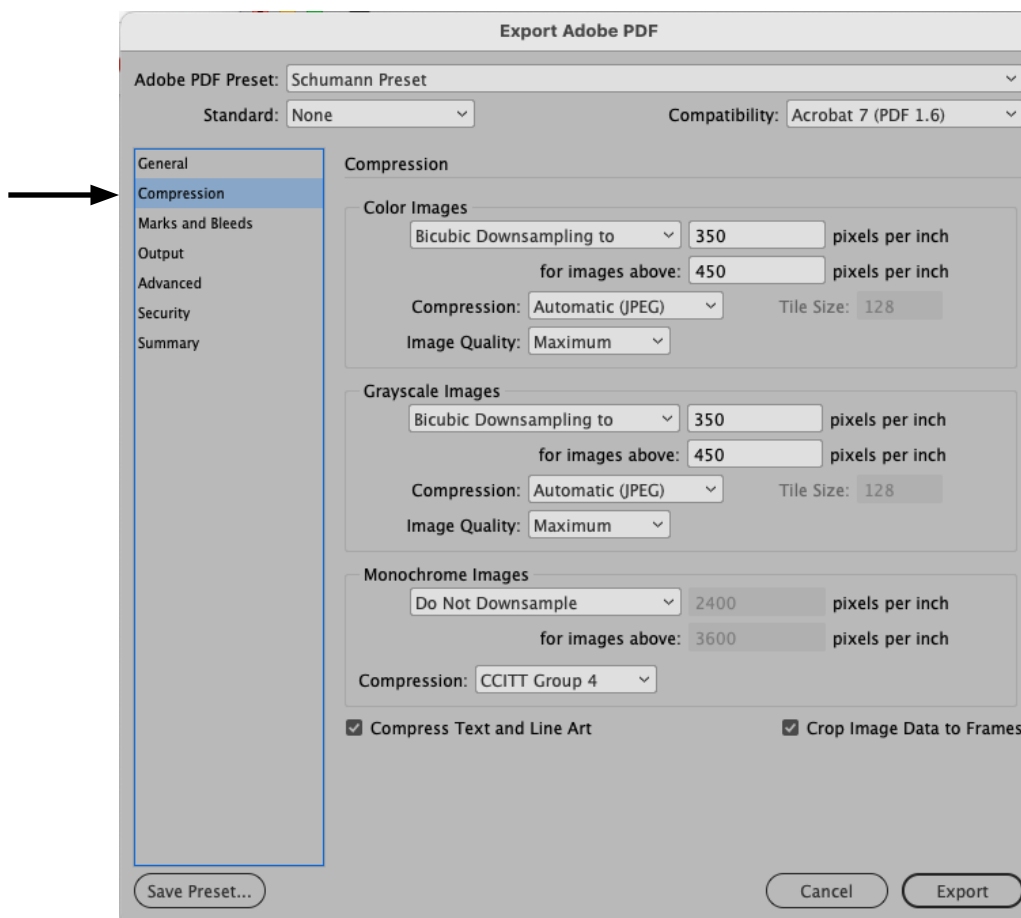 Export Adobe PDF
Adobe PDF Preset: Schumann Preset
Standard: None Compatibility: Acrobat 7 (PDF 1.6)
General
Compression
Marks and Bleeds
Output
Advanced
Security
Summary
Compression
Color Images
Bicubic Downsampling to 350 pixels per inch
for images above: 450 pixels per inch
Compression: Automatic (JPEG) Tile Size: 128
Image Quality: Maximum
Grayscale Images
Bicubic Downsampling to 350 pixels per inch
for images above: 450 pixels per inch
Compression: Automatic (JPEG) Tile Size: 128
Image Quality: Maximum
Monochrome Images
Do Not Downsample 2400 pixels per inch
for images above: 3600 pixels per inch
Compression: CCITT Group 4
Compress Text and Line Art Crop Image Data to Frames
Save Preset... Cancel Export